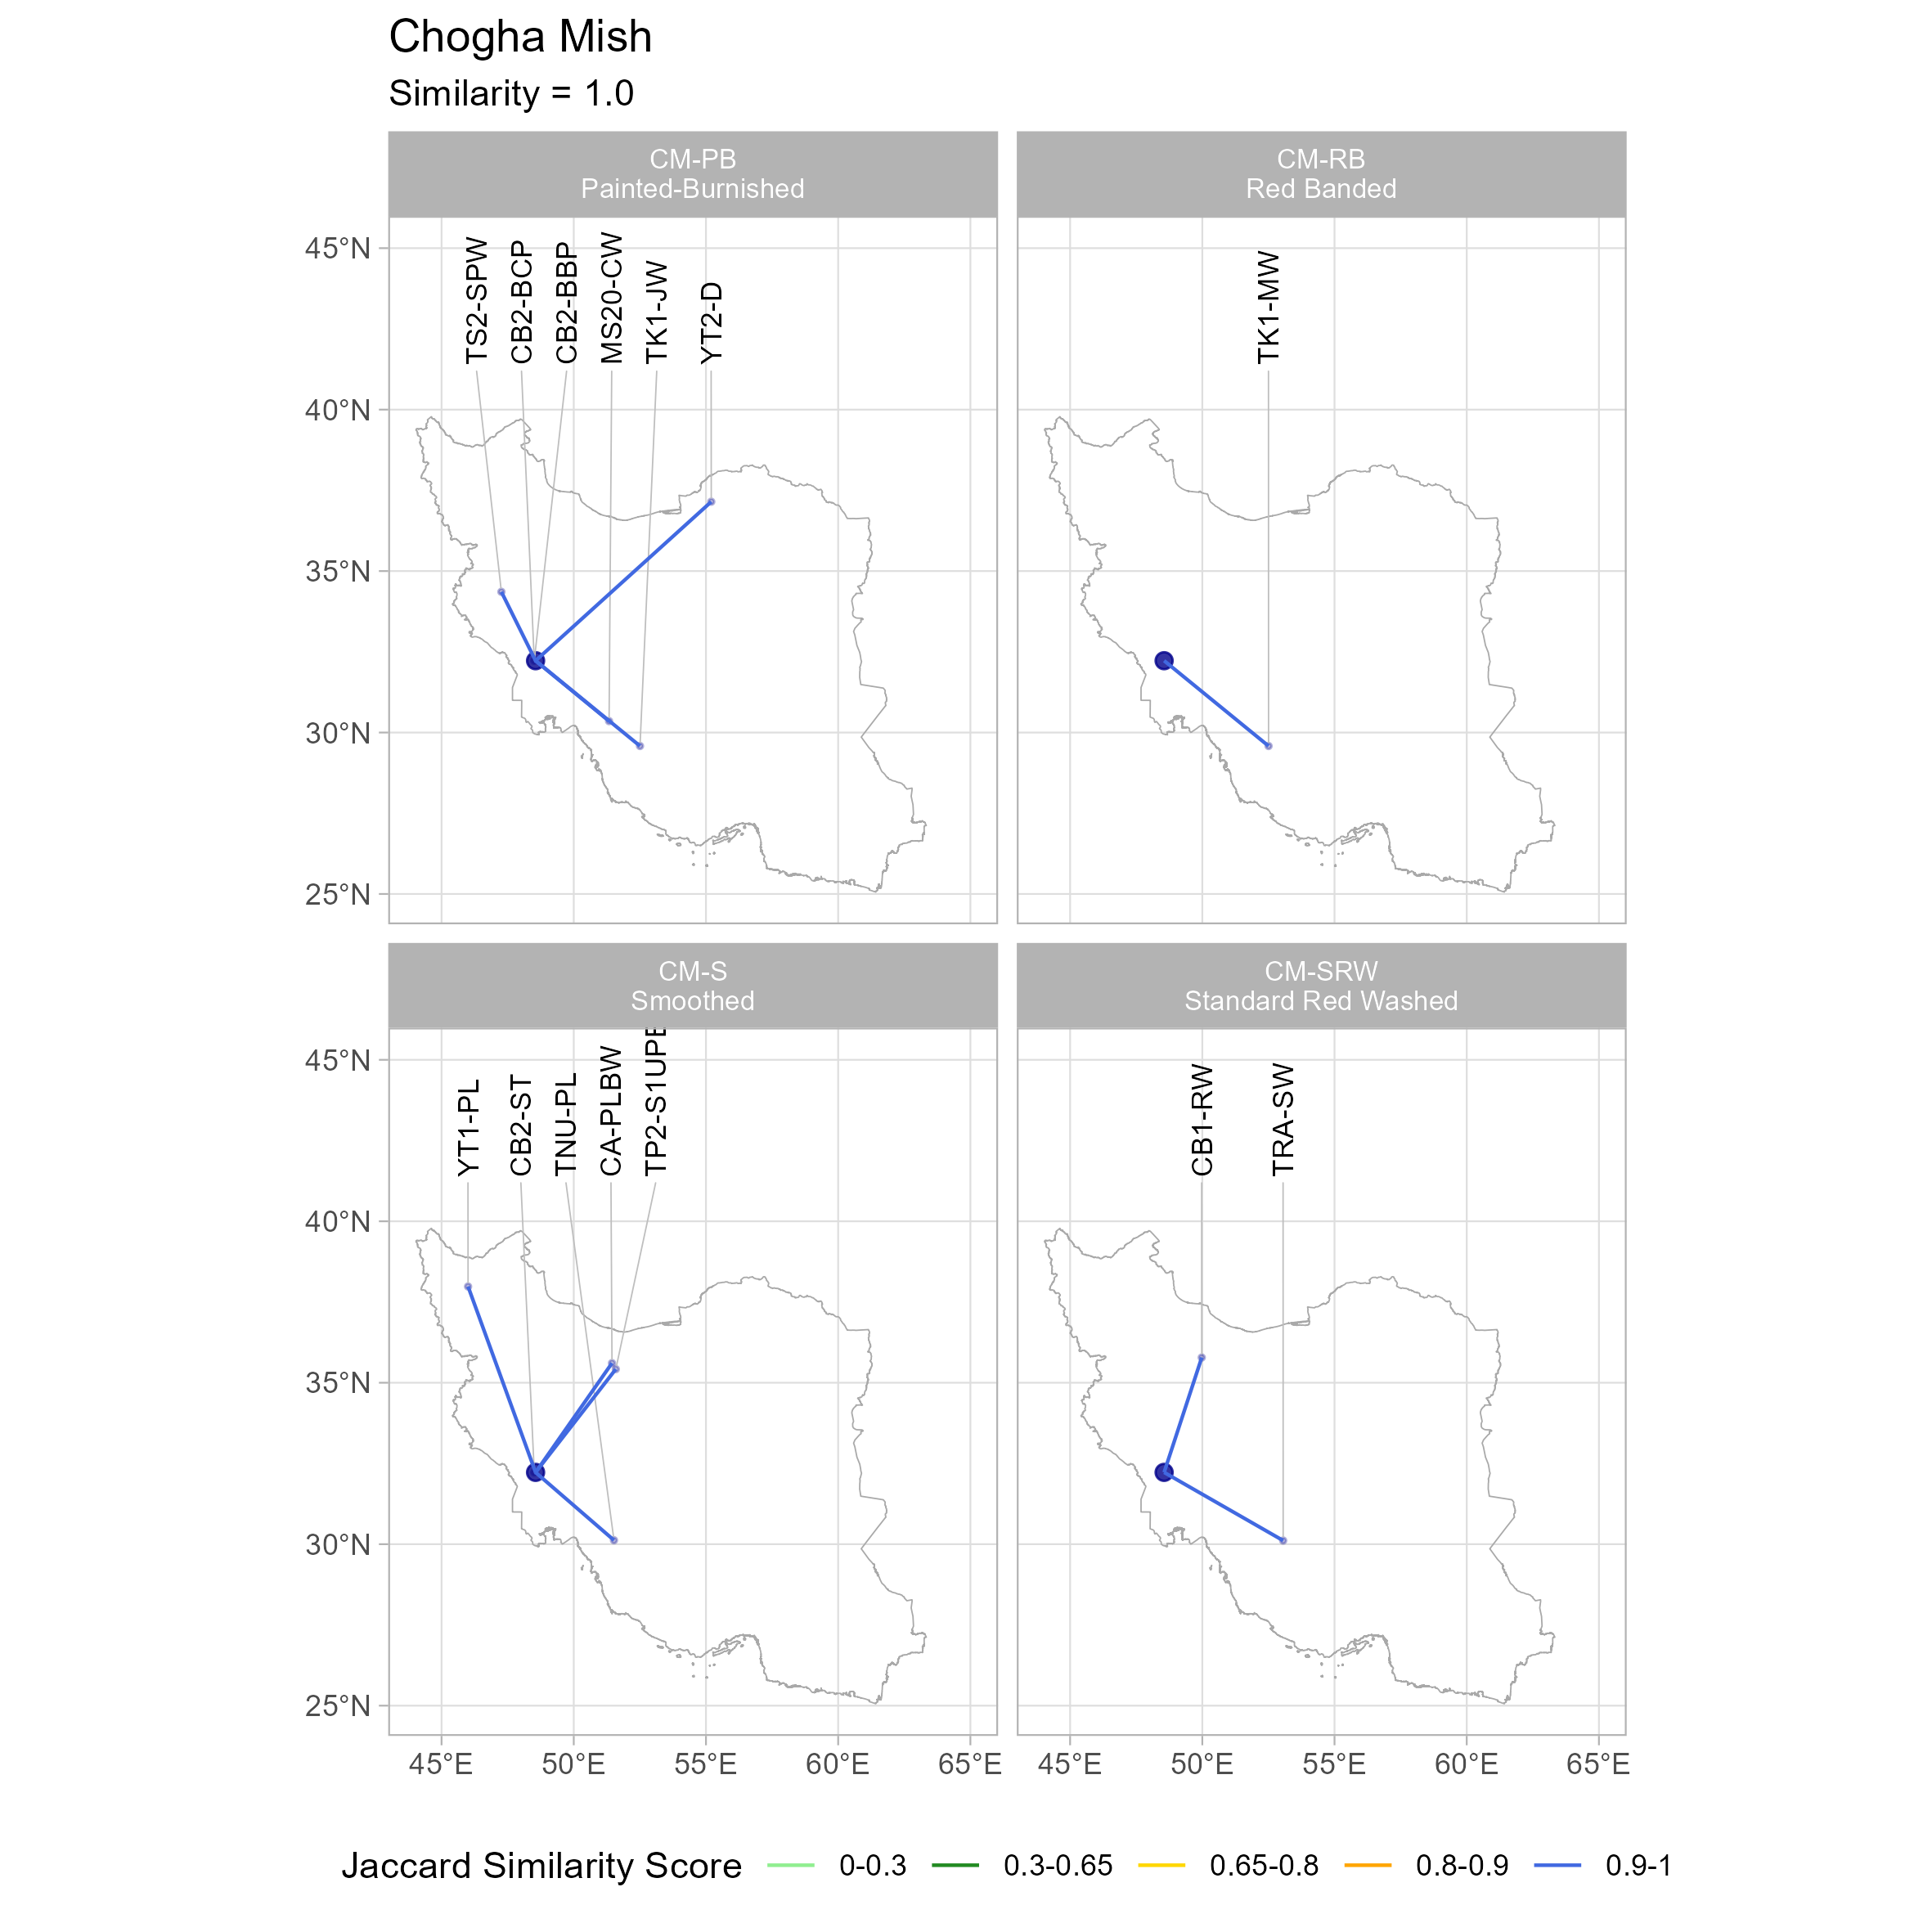 Chogha Mish
Similarity = 1.0
CM-PB
Painted-Burnished
CM-RB
Red Banded
45°N
40°N
35°N
30°N
25°N
TS2-SPW
CB2-BCP
CB2-BBP
MS20-CW
TK1-JW
YT2-D
TK1-MW
CM-S
Smoothed
CM-SRW
Standard Red Washed
45°N
40°N
35°N
30°N
25°N
YT1-PL
CB2-ST
TNU-PL
CA-PLBW
CB1-RW
TRA-SW
45°E
50°E
55°E
60°E
65°E
45°E
50°E
55°E
60°E
65°E
Jaccard Similarity Score
0-0.3
0.3-0.65
0.65-0.8
0.8-0.9
0.9-1